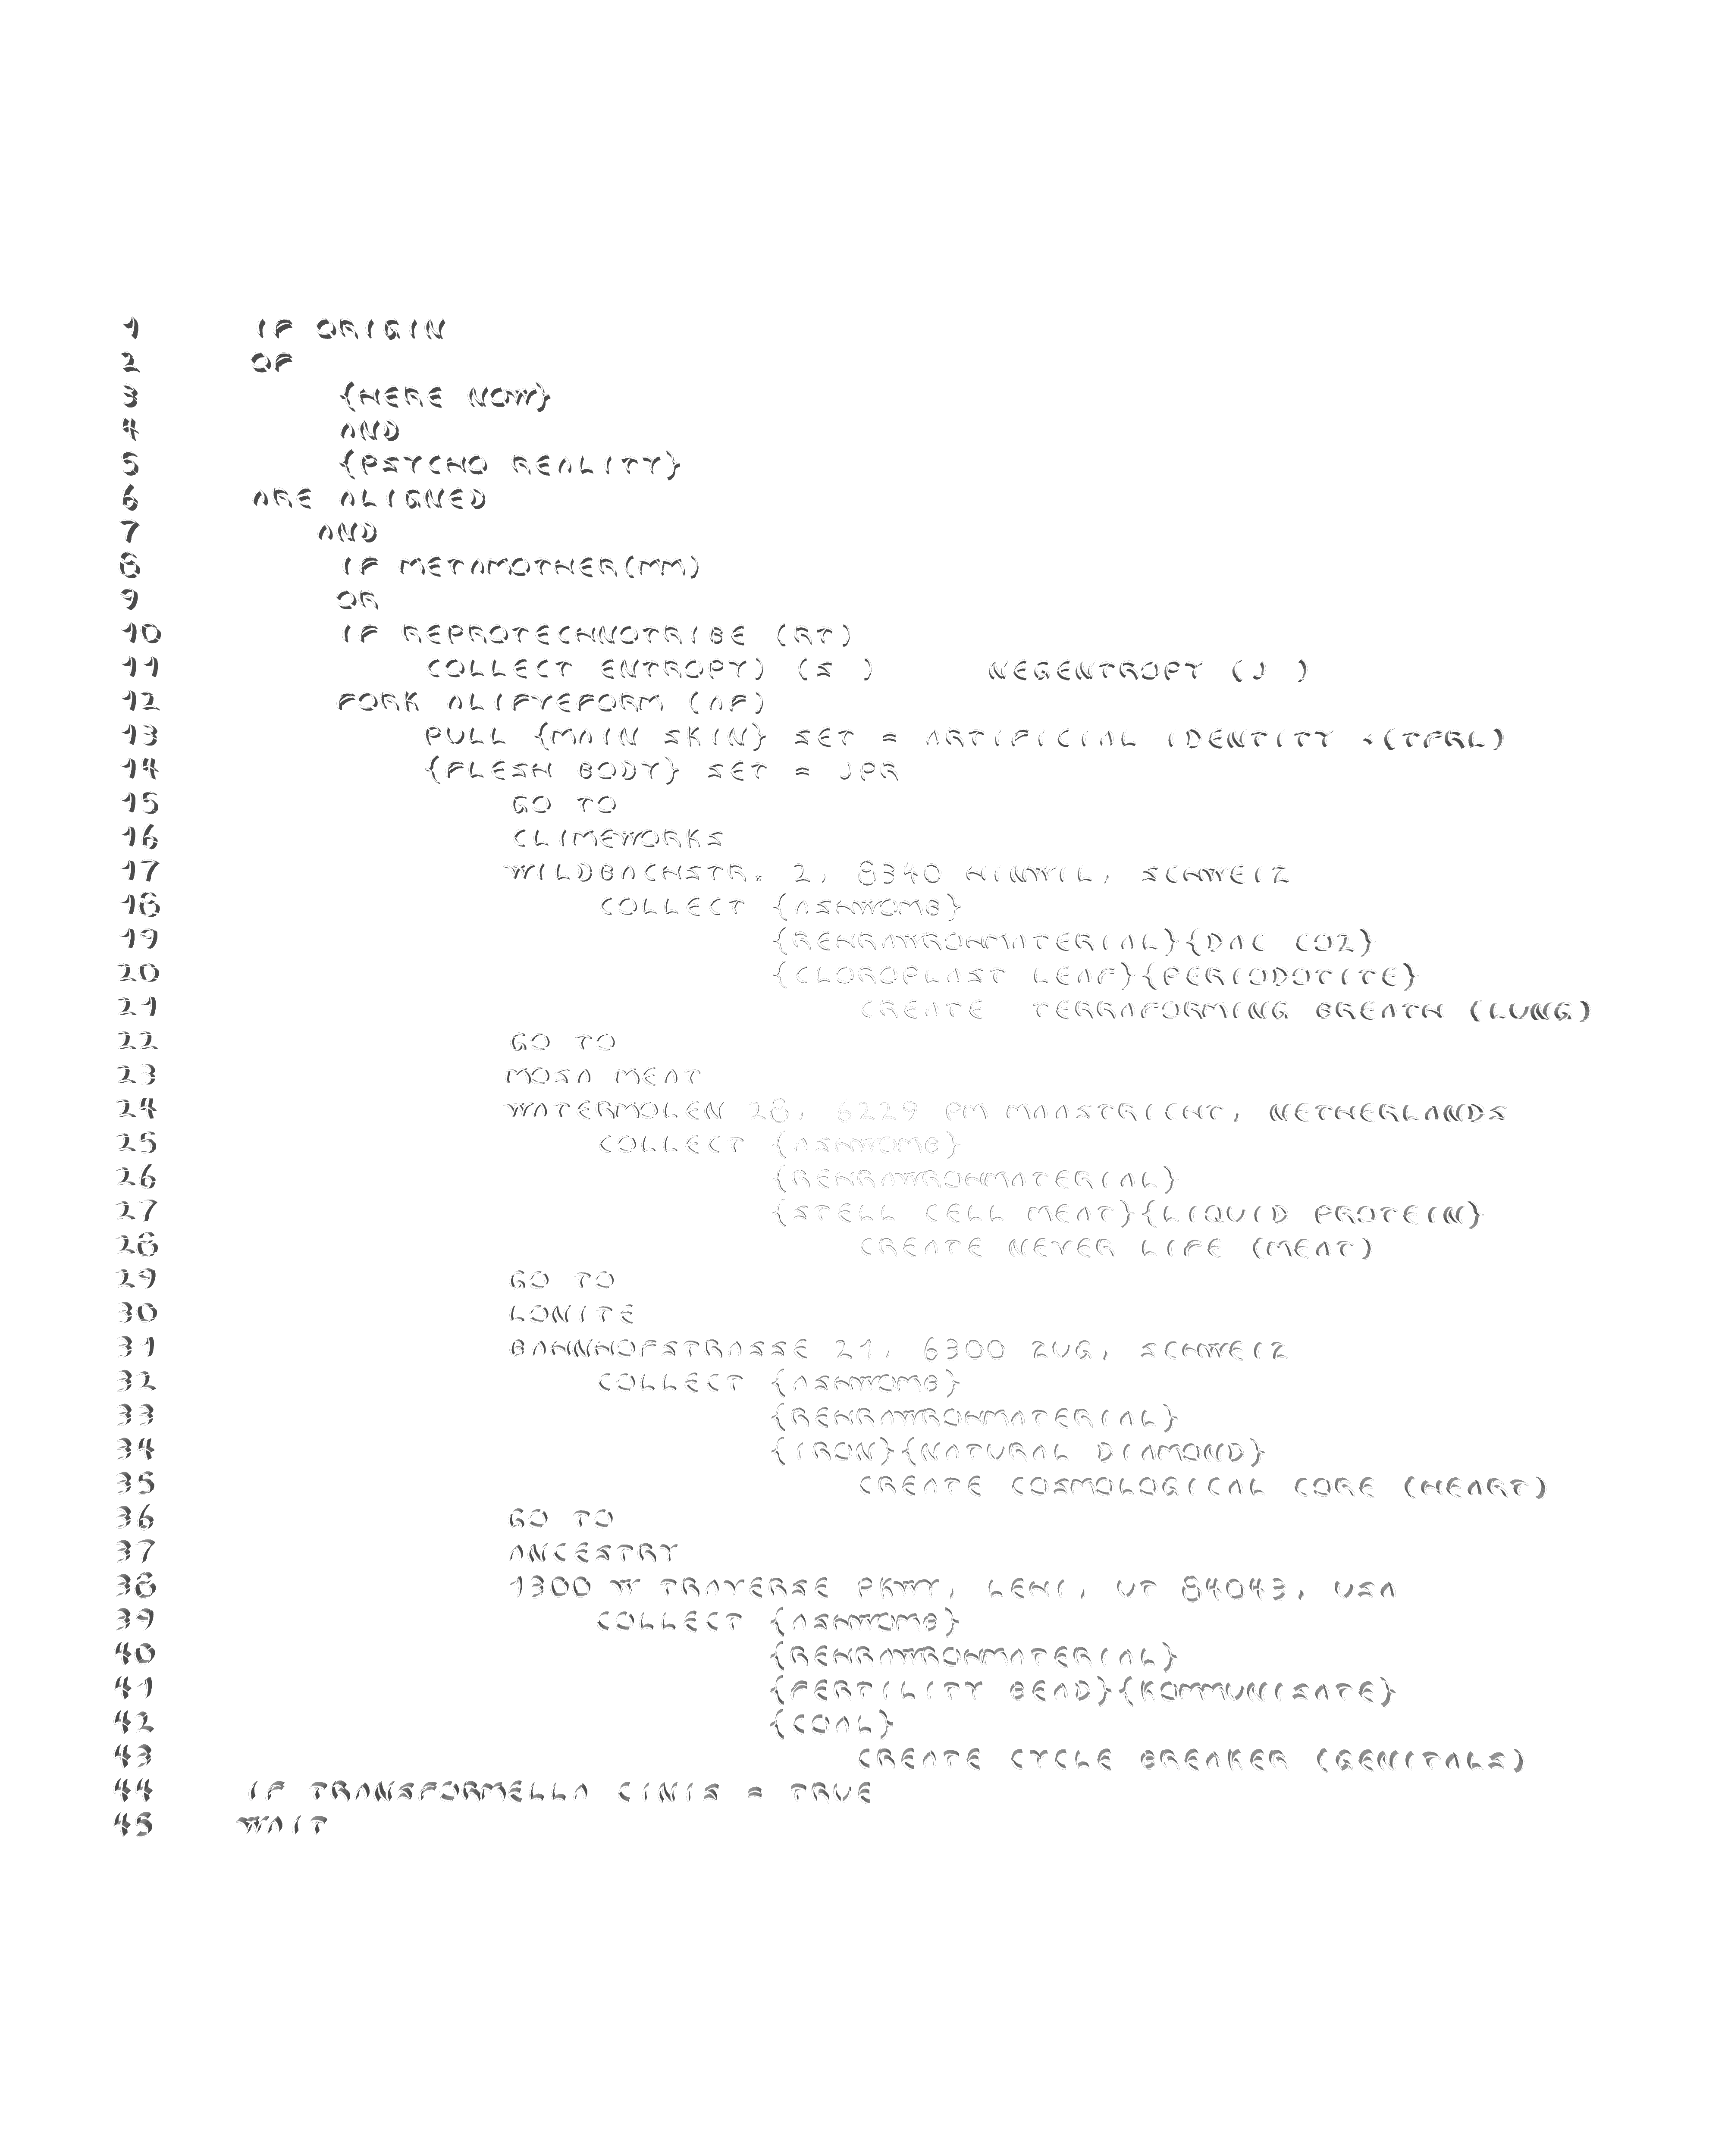 1 IF ORIGIN
2 OF
3 {HERE NOW}
4 AND
5 {PSYCHO REALITY}
6 ARE ALIGNED
7 AND
8 IF METAMOTHER(MM)
9 OR
10 IF REPROTECHNOTRIBE (RT)
11 COLLECT ENTROPY) (S ) NEGENTROPY (J )
12 FORK ALIFYEFORM (AF)
13 PULL {MAIN SKIN} SET = ARTIFICIAL IDENTITY <(TFRL)
14 {FLESH BODY} SET = JPR
15 GO TO
16 CLIMEWORKS
17 WILDBACHSTR. 2, 8340 HINWIL, SCHWEIZ
18 COLLECT {ASHWOMB}
19 {REHRAWROHMATERIAL}{DAC CO2}
20 {CLOROPLAST LEAF}{PERIODOTITE}
21 CREATE TERRAFORMING BREATH (LUNG)
22 GO TO
23 MOSA MEAT
24 WATERMOLEN 28, 6229 PM MAASTRICHT, NETHERLANDS
25 COLLECT {ASHWOMB}
26 {REHRAWROHMATERIAL}
27 {STELL CELL MEAT}{LIQUID PROTEIN}
28 CREATE NEVER LIFE (MEAT)
29 GO TO
30 LONITE
31 BAHNHOFSTRASSE 21, 6300 ZUG, SCHWEIZ
32 COLLECT {ASHWOMB}
33 {REHRAWROHMATERIAL}
34 {IRON}{NATURAL DIAMOND}
35 CREATE COSMOLOGICAL CORE (HEART)
36 GO TO
37 ANCESTRY
38 1300 W TRAVERSE PKWY, LEHI, UT 84043, USA
39 COLLECT {ASHWOMB}
40 {REHRAWROHMATERIAL}
41 {FERTILITY BEAD}{KOMMUNISATE}
42 {COAL}
43 CREATE CYCLE BREAKER (GENITALS)
44 IF TRANSFORMELLA CINIS = TRUE
45 WAIT